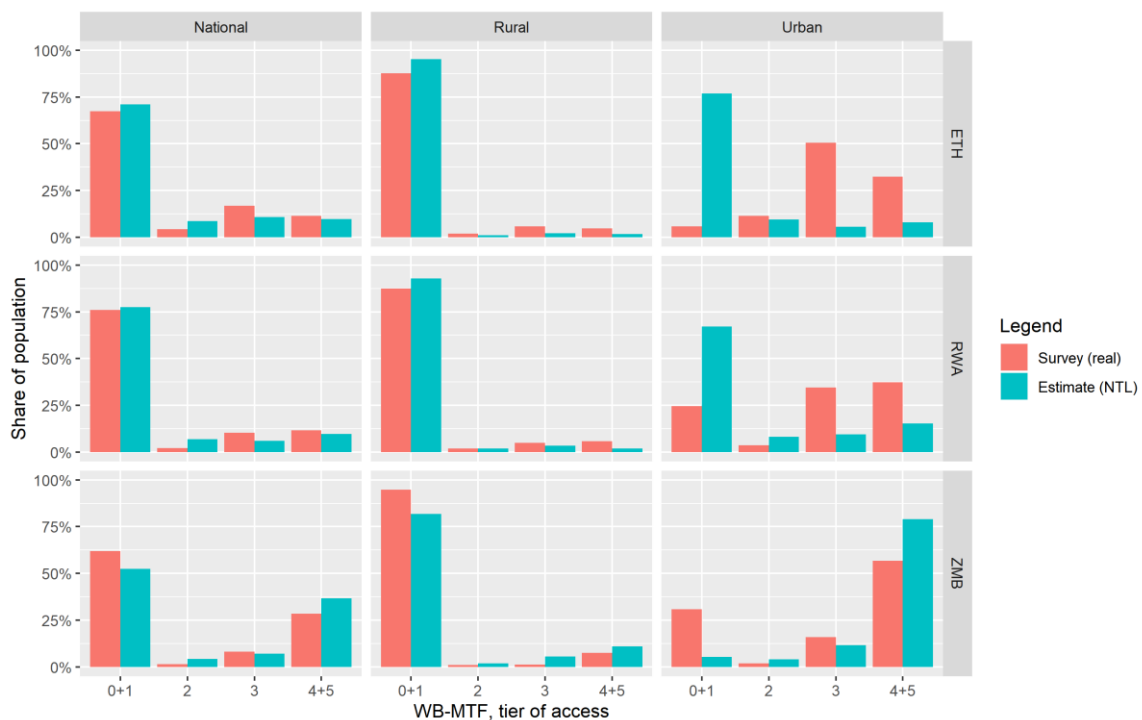 National Rural Urban
100%
75%
50%
25%
0%
ETH
100%
75%
50%
25%
0%
RWA
100%
75%
50%
25%
0%
ZMB
0+1 2 3 4+5 0+1 2 3 4+5 0+1 2 3 4+5
WB-MTF, tier of access
Share of population
Legend
Survey (real)
Estimate (NTL)